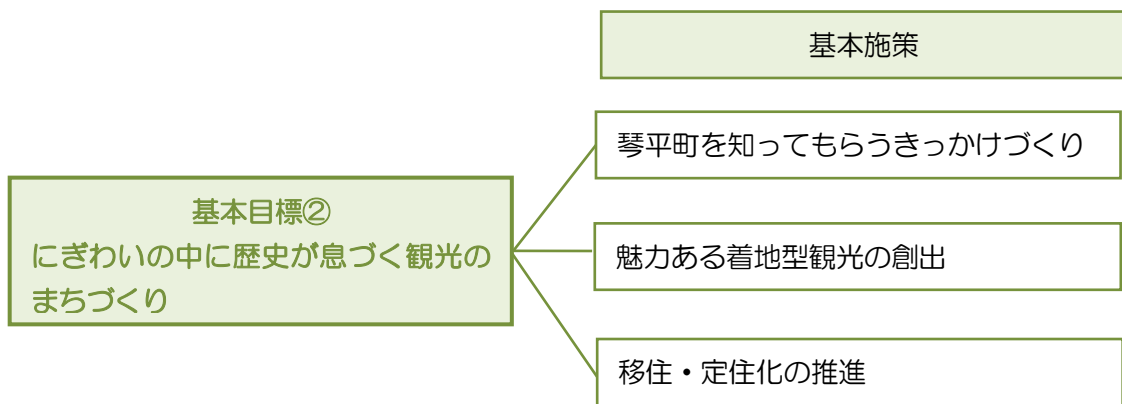 基本施策
琴平町を知ってもらうきっかけづくり
基本目標②
にぎわいの中に歴史が息づく観光の
まちづくり
魅力ある着地型観光の創出
移住・定住化の推進